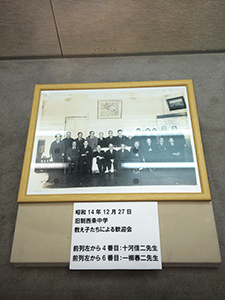 昭和14年12月27日
旧制西条中学
教え子たちによる歓迎会
前列左から4番目:十河信二先生
前列左から6番目:一柳春二先生